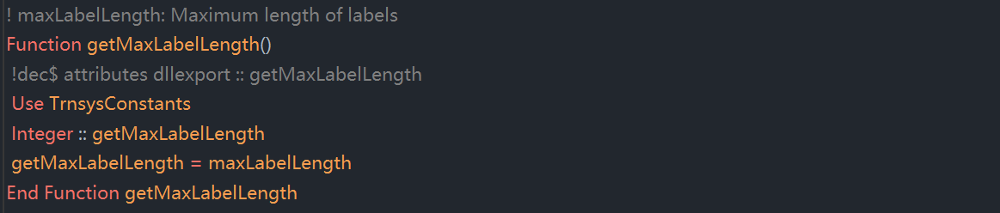 ! maxLabelLength: Maximum length of labels
Function getMaxLabelLength()
!dec$ attributes dllexport :: getMaxLabelLength
Use TrnsysConstants
Integer :: getMaxLabelLength
getMaxLabelLength = maxLabelLength
End Function getMaxLabelLength